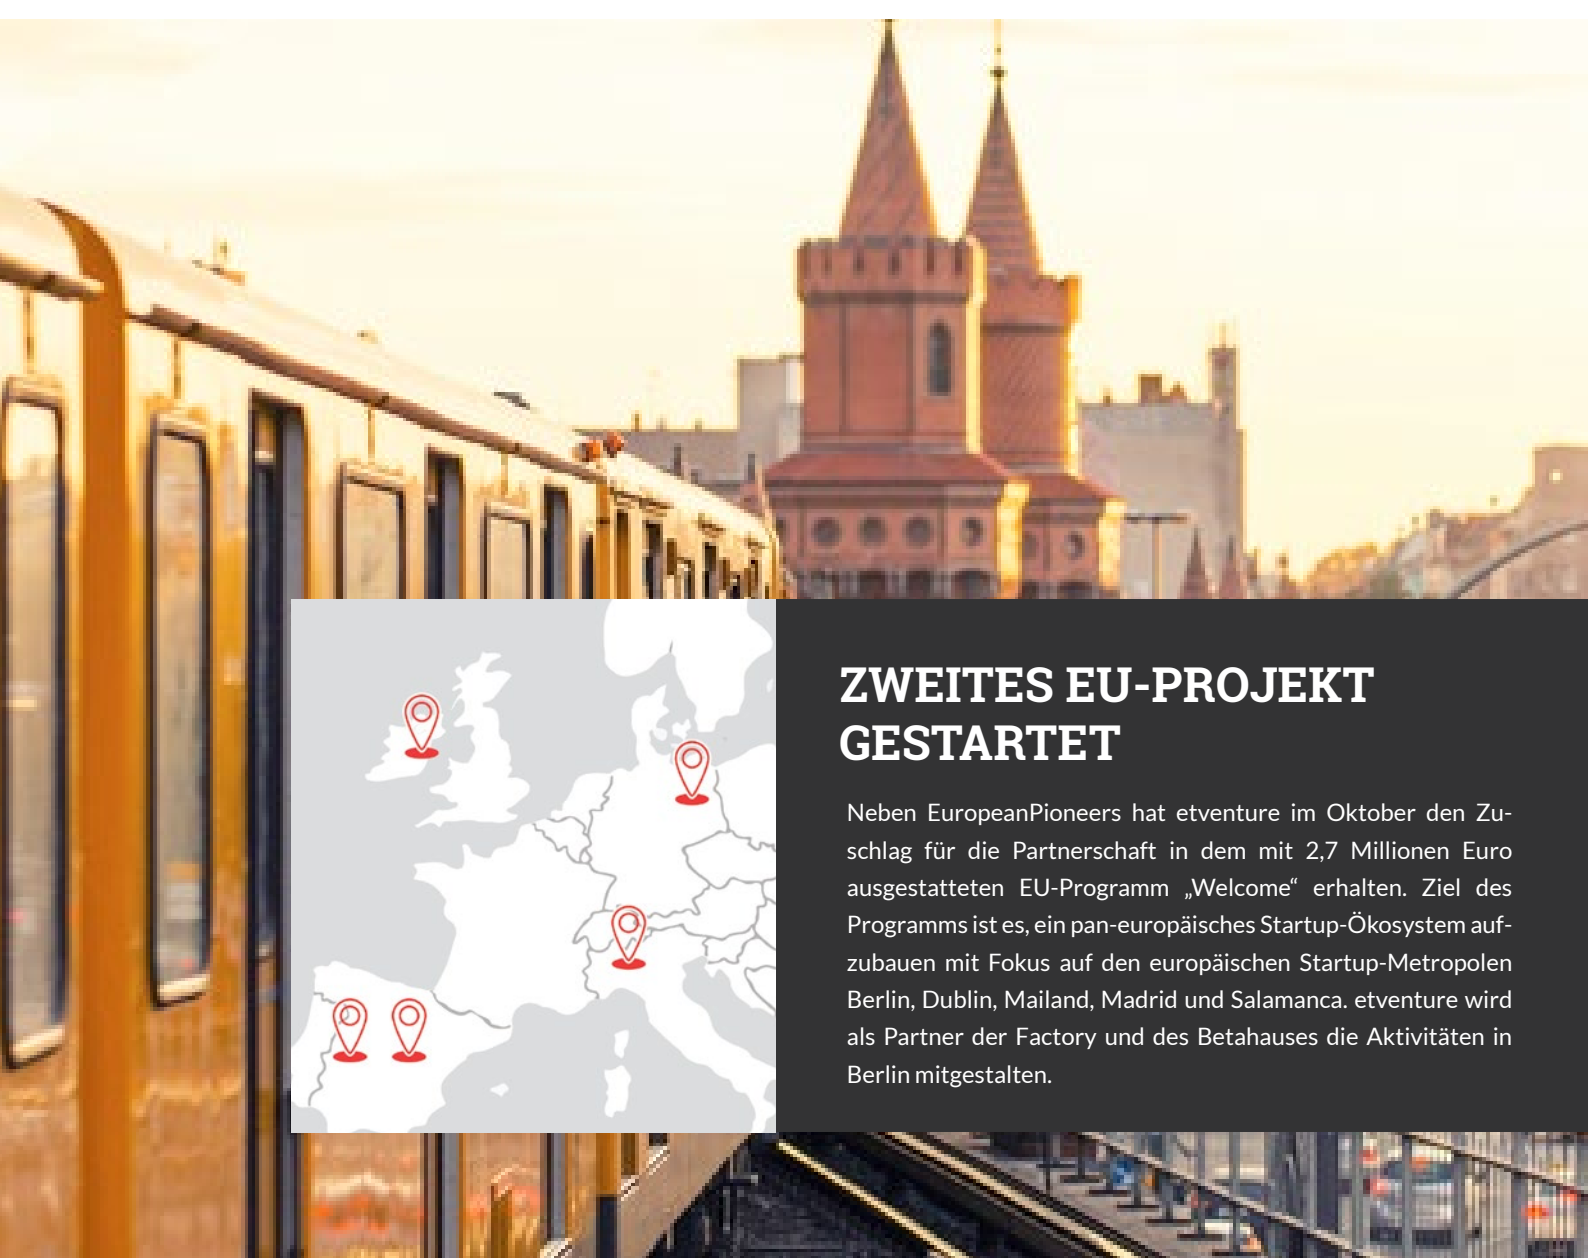 ZWEITES EU-PROJEKT
GESTARTET
Neben EuropeanPioneers hat etventure im Oktober den Zu-
schlag für die Partnerschaft in dem mit 2,7 Millionen Euro
ausgestatteten EU-Programm „Welcome“ erhalten. Ziel des
Programms ist es, ein pan-europäisches Startup-Ökosystem auf-
zubauen mit Fokus auf den europäischen Startup-Metropolen
Berlin, Dublin, Mailand, Madrid und Salamanca. etventure wird
als Partner der Factory und des Betahauses die Aktivitäten in
Berlin mitgestalten.